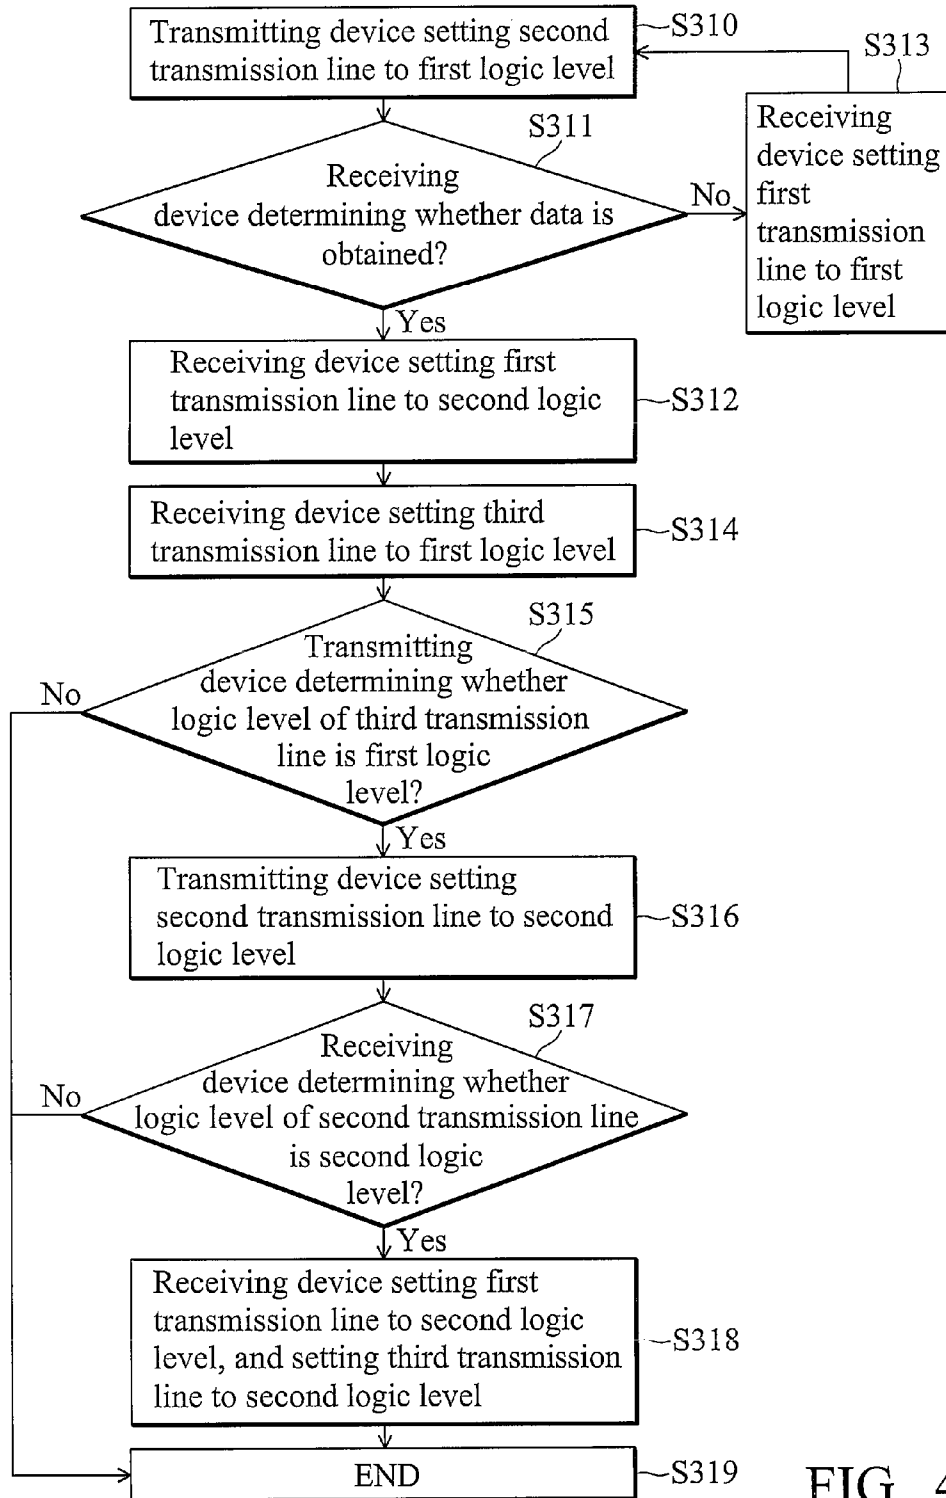 Transmitting device setting second
transmission line to first logic level
S310
S313
Receiving
device setting
first
transmission
line to first
logic level
S311
Receiving
device determining whether data is
obtained?
No
Yes
Receiving device setting first
transmission line to second logic
level
S312
Receiving device setting third
transmission line to first logic level
S314
S315
Transmitting
device determining whether
logic level of third transmission
line is first logic
level?
No
Yes
Transmitting device setting
second transmission line to second
logic level
S316
S317
Receiving
device determining whether
logic level of second transmission line
is second logic
level?
No
Yes
Receiving device setting first
transmission line to second logic
level, and setting third transmission
line to second logic level
S318
END
S319
FIG. 4